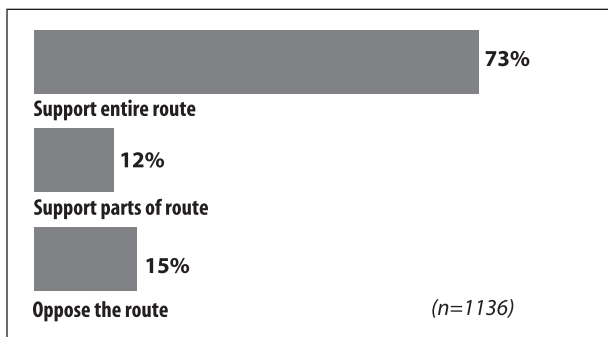 73%
Support entire route
12%
Support parts of route
15%
Oppose the route
(n=1136)